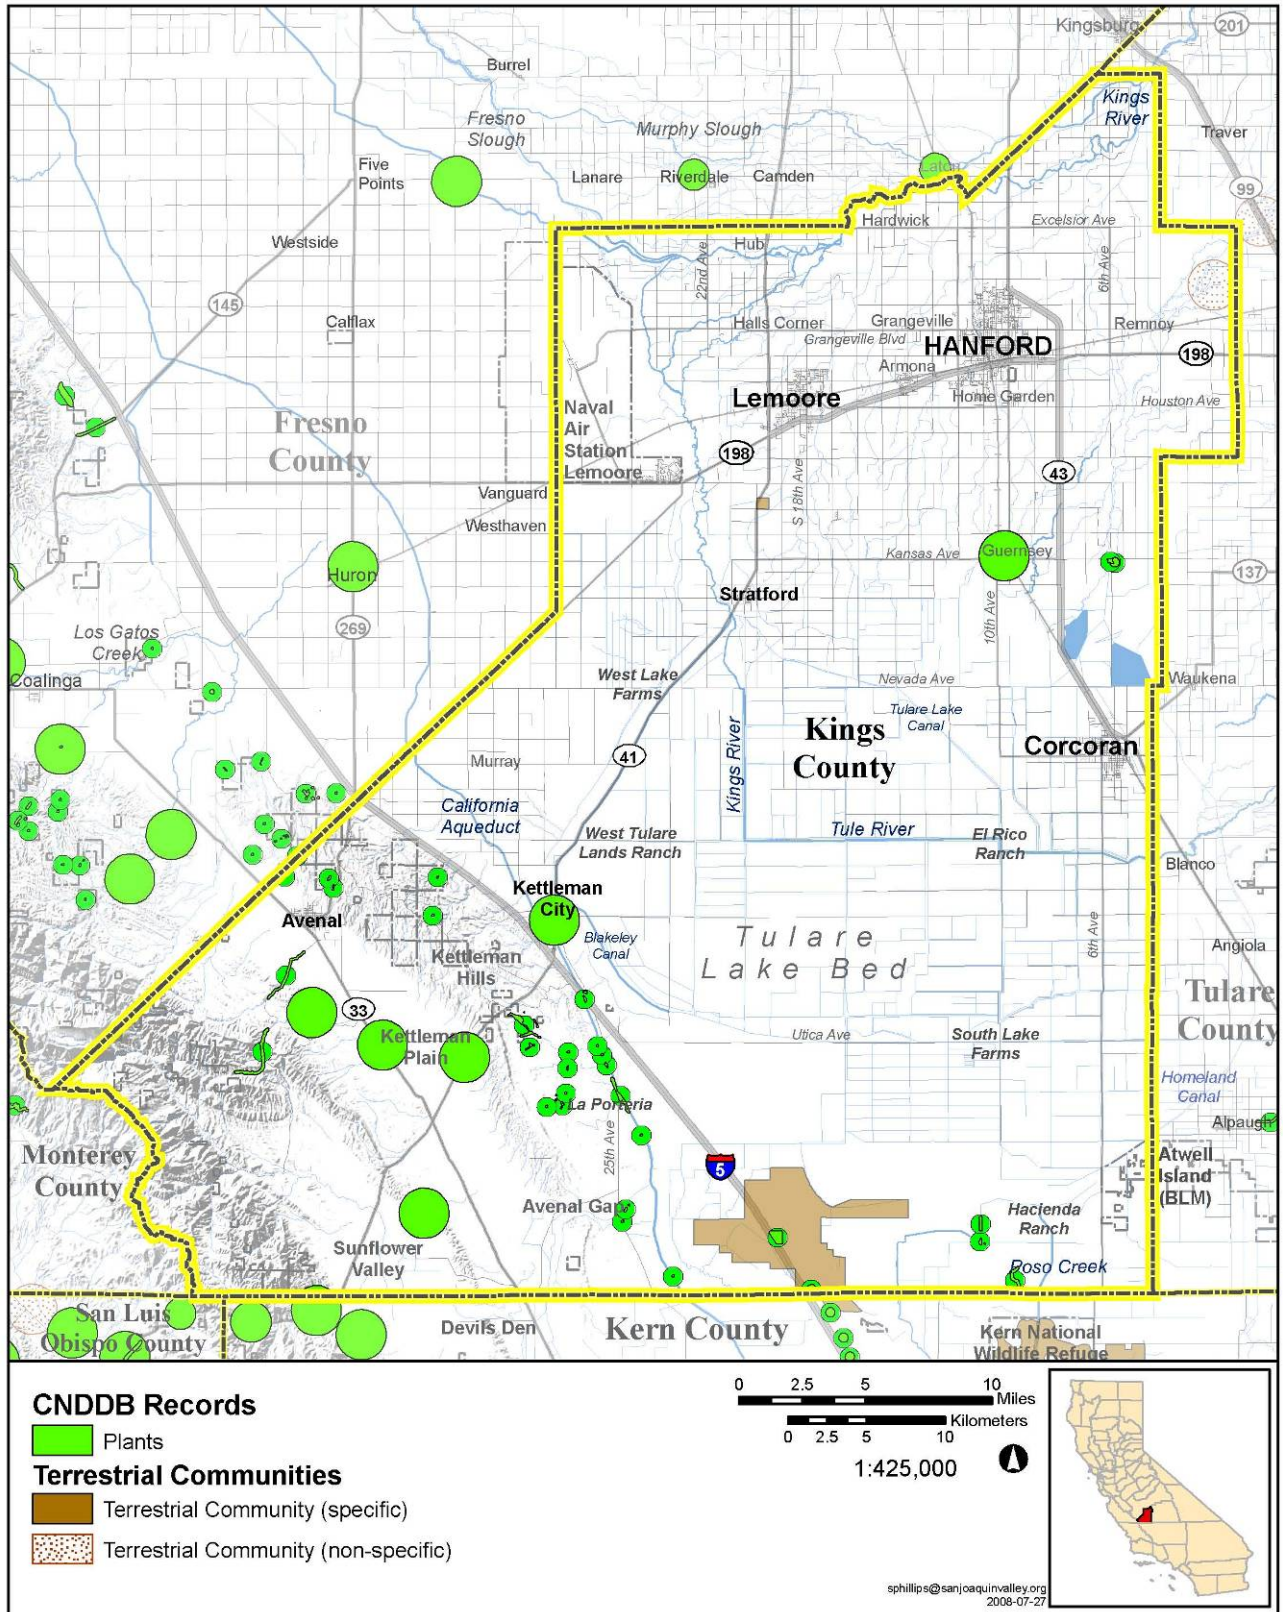 Kingsburg
201
Burrel
Kings
River
Fresno
Slough
Murphy Slough
Traver
Five
Points
Lanare
Riverdale
Camden
Laton
99
Hardwick
Excelsior Ave
Westside
Hub
22nd Ave
6th Ave
145
Calflax
Halls Corner
Grangeville
Grangeville Blvd
Remnoy
HANFORD
198
Armona
Lemoore
Home Garden
Houston Ave
Naval
Air
Station
Lemoore
Fresno
County
198
43
Vanguard
S 18th Ave
Westhaven
Kansas Ave
Guernsey
Huron
137
Stratford
10th Ave
269
Los Gatos
Creek
West Lake
Farms
Coalinga
Nevada Ave
Waukena
Tulare Lake
Canal
Kings River
Kings
County
Corcoran
41
Murray
California
Aqueduct
West Tulare
Lands Ranch
Tule River
El Rico
Ranch
Blanco
Kettleman
City
Avenal
6th Ave
Blakeley
Canal
Tulare
Lake Bed
Angiola
Kettleman
Hills
Tulare
County
33
Kettleman
Plain
Utica Ave
South Lake
Farms
Homeland
Canal
La Porteria
Alpaugh
25th Ave
Monterey
County
5
Atwell
Island
(BLM)
Avenal Gap
Hacienda
Ranch
Sunflower
Valley
Poso Creek
San Luis
Obispo County
Devils Den
Kern County
Kern National
Wildlife Refuge
CNDDB Records
Plants
Terrestrial Communities
Terrestrial Community (specific)
Terrestrial Community (non-specific)
0 2.5 5 10
Miles
Kilometers
0 2.5 5 10
1:425,000
sphillips@sanjoaquinvalley.org
2008-07-27